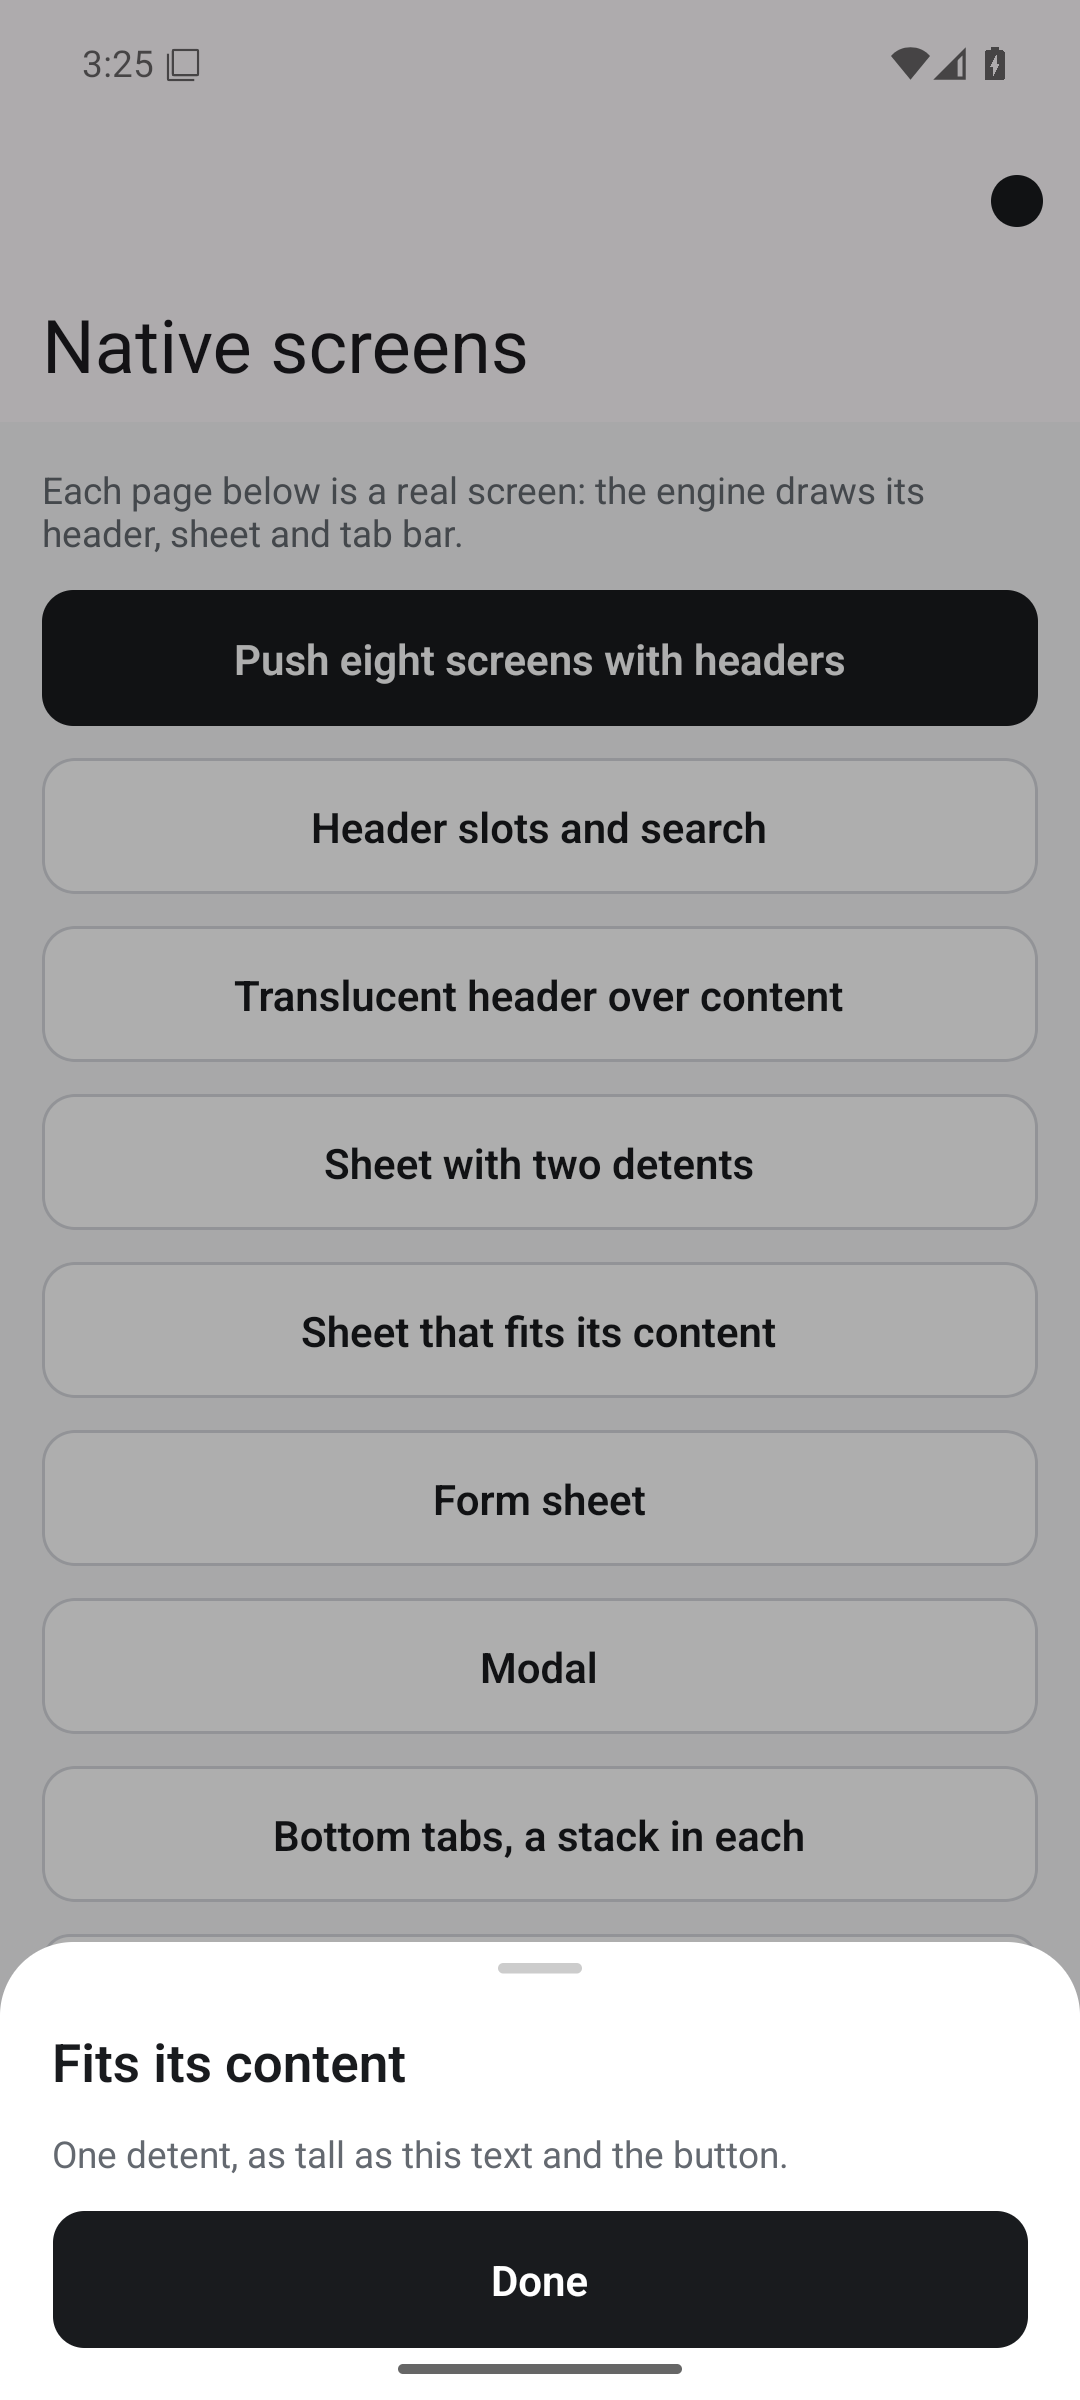 3:25
Native screens
Each page below is a real screen: the engine draws its
header, sheet and tab bar.
Push eight screens with headers
Header slots and search
Translucent header over content
Sheet with two detents
Sheet that fits its content
Form sheet
Modal
Bottom tabs, a stack in each
Fits its content
One detent, as tall as this text and the button.
Done